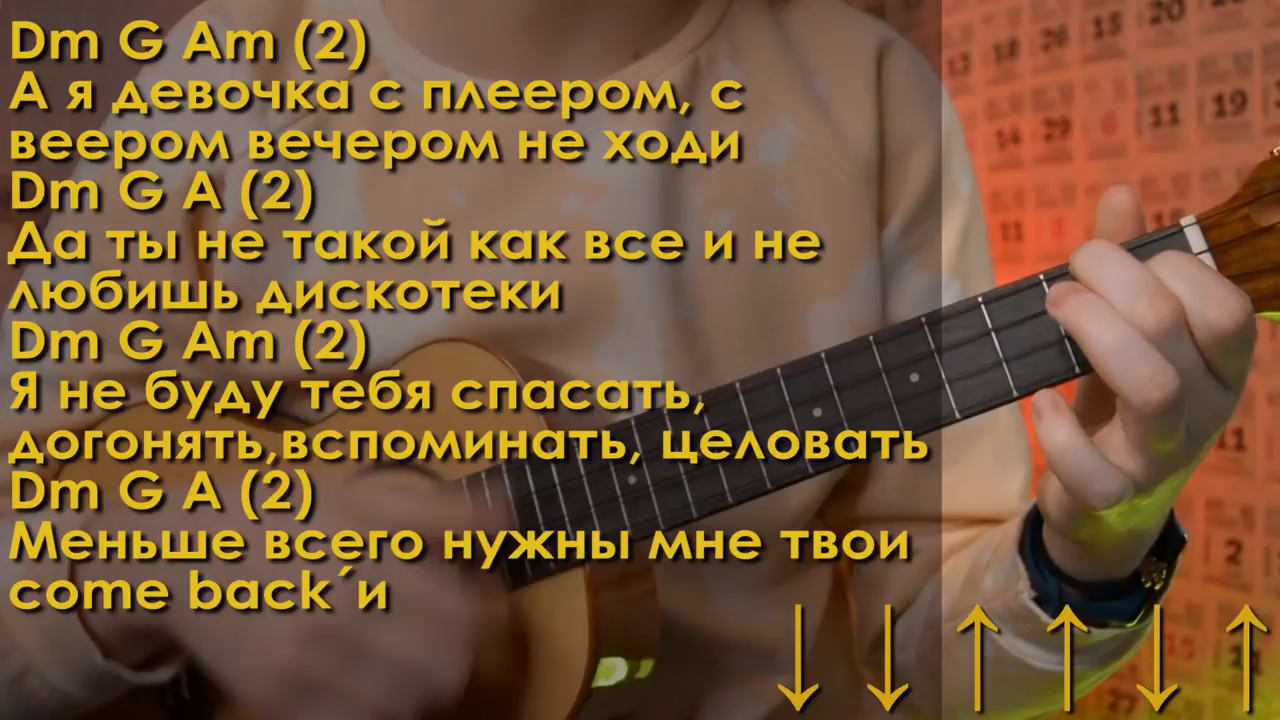 Dm G Am (2)
А я девочка с плеером, с
веером вечером не ходи
Dm G A (2)
Да ты не такой как все и не
любишь дискотеки
Dm G Am (2)
Я не буду тебя спасать,
догонять,вспоминать, целовать
Dm G A (2)
Меньше всего нужны мне твои
come back´и
↓ ↓ ↑ ↑ ↓ ↑